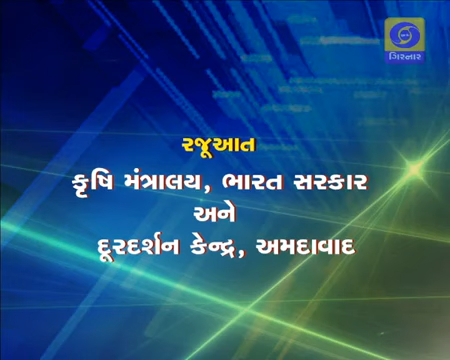 ગિરનાર
રજૂઆત
કૃષિ મંત્રાલય, ભારત સરકાર
અને
દૂરદર્શન કેન્દ્ર, અમદાવાદ